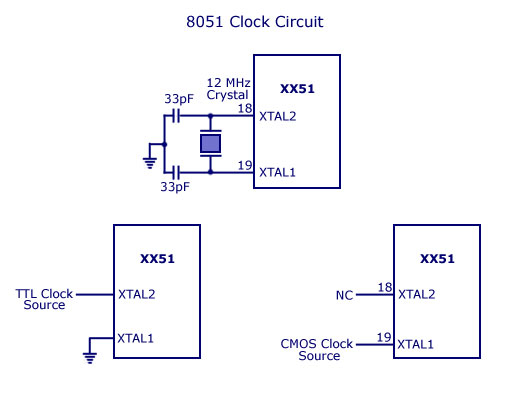 8051 Clock Circuit
12 MHz
Crystal
33pF
18
XX51
XTAL2
19
XTAL1
33pF
XX51
TTL Clock
Source
XTAL2
XTAL1
XX51
NC
18
XTAL2
CMOS Clock
Source
19
XTAL1